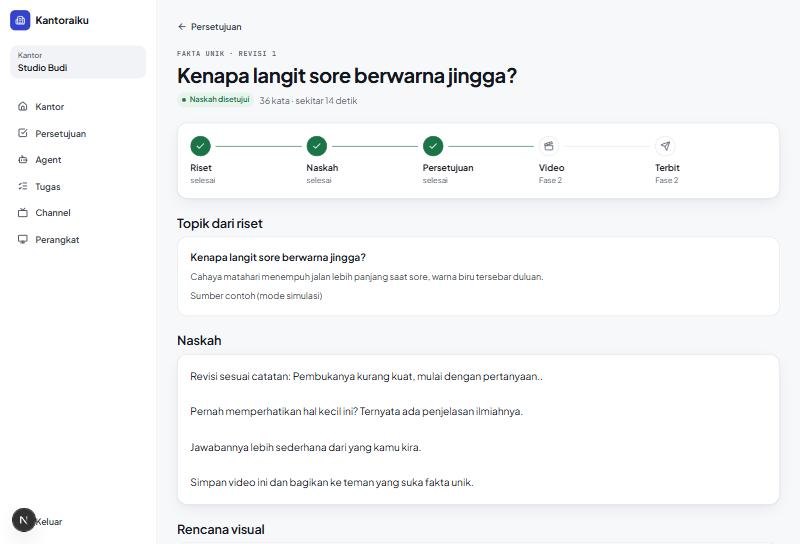 Kantoraiku
Kantor
Studio Budi
Kantor
Persetujuan
Agent
Tugas
Channel
Perangkat
N
Keluar
Persetujuan
FAKTA UNIK · REVISI 1
Kenapa langit sore berwarna jingga?
Naskah disetujui
36 kata · sekitar 14 detik
Riset
selesai
Naskah
selesai
Persetujuan
selesai
Video
Fase 2
Terbit
Fase 2
Topik dari riset
Kenapa langit sore berwarna jingga?
Cahaya matahari menempuh jalan lebih panjang saat sore, warna biru tersebar duluan.
Sumber contoh (mode simulasi)
Naskah
Revisi sesuai catatan: Pembukanya kurang kuat, mulai dengan pertanyaan..
Pernah memperhatikan hal kecil ini? Ternyata ada penjelasan ilmiahnya.
Jawabannya lebih sederhana dari yang kamu kira.
Simpan video ini dan bagikan ke teman yang suka fakta unik.
Rencana visual